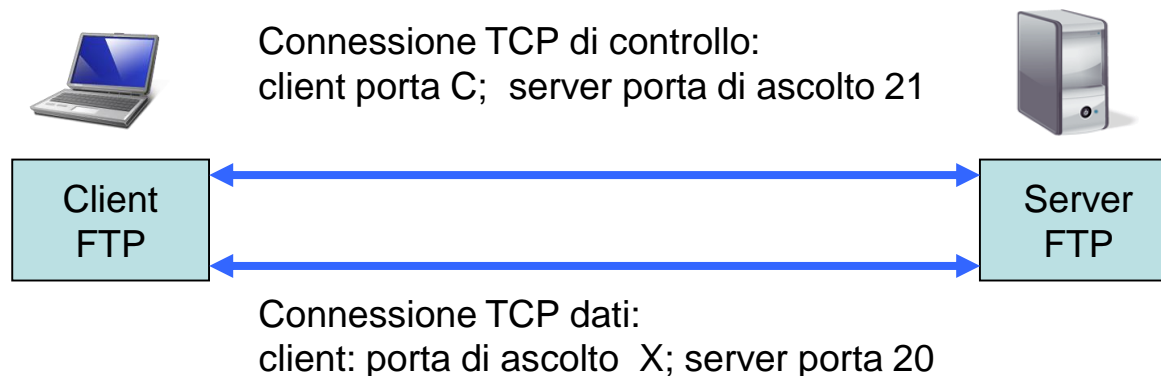 Connessione TCP di controllo:
client porta C; server porta di ascolto 21
Client
FTP
Server
FTP
Connessione TCP dati:
client: porta di ascolto X; server porta 20